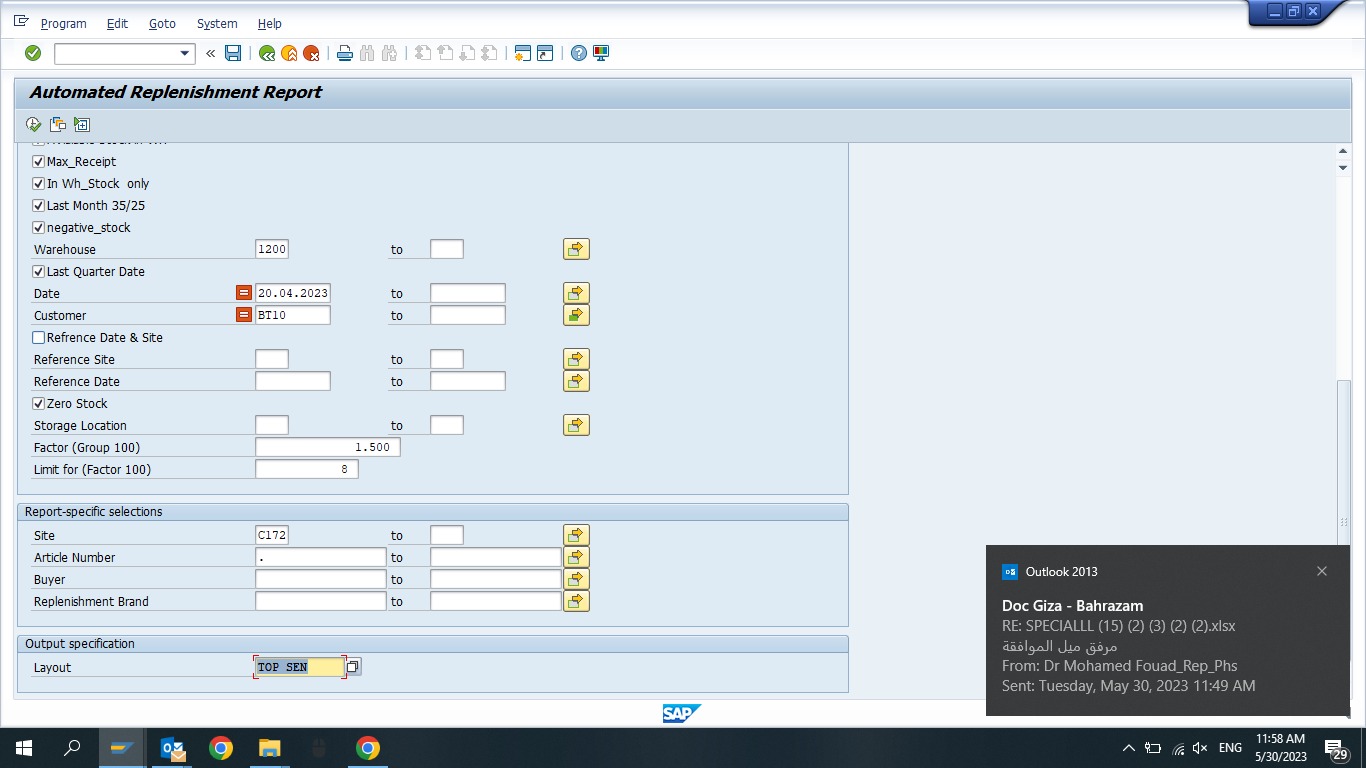 Program Edit Goto System Help
Automated Replenishment Report
Max_Receipt
In Wh_Stock only
Last Month 35/25
negative_stock
Warehouse 1200 to
Last Quarter Date
Date 20.04.2023 to
Customer BT10 to
Refrence Date & Site
Reference Site to
Reference Date to
Zero Stock
Storage Location to
Factor (Group 100) 1.500
Limit for (Factor 100) 8
Report-specific selections
Site C172 to
Article Number . to
Buyer to
Replenishment Brand to
Output specification
Layout TOP SEN
SAP
Outlook 2013
Doc Giza - Bahrazam
RE: SPECIALLL (15) (2) (3) (2) (2).xlsx
مرفق ميل الموافقة
From: Dr Mohamed Fouad_Rep_Phs
Sent: Tuesday, May 30, 2023 11:49 AM
ENG
11:58 AM
5/30/2023
29